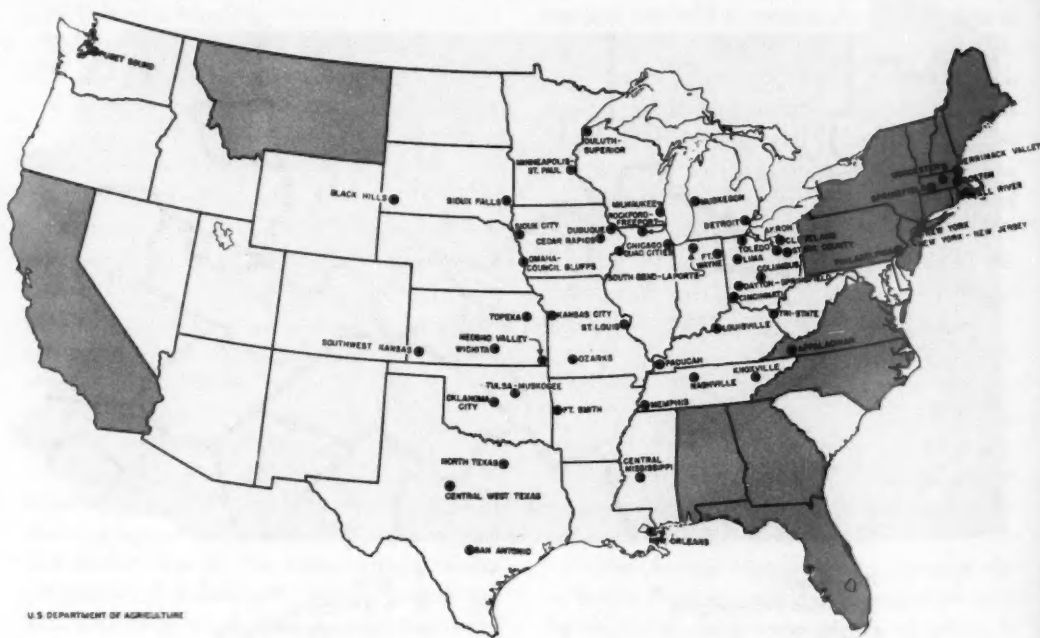 PUGET SOUND
DULUTH-
SUPERIOR
MINNEAPOLIS-
ST. PAUL
BLACK HILLS
SIOUX FALLS
MILWAUKEE
ROCKFORD-
FREEPORT
MUSKEGON
DETROIT
MERRIMACK VALLEY
BOSTON
FALL RIVER
SPRINGFIELD
NEW YORK
NEW YORK - NEW JERSEY
PHILADELPHIA
SIOUX CITY
DUBUQUE
CEDAR RAPIDS
CHICAGO
QUAD CITIES
OMAHA-
COUNCIL BLUFFS
SOUTH BEND-LAPORTE
FT.
WAYNE
TOLEDO
AKRON
CLEVELAND
LIMA
COLUMBUS
CINCINNATI
TRI-STATE
TOPEKA
KANSAS CITY
ST. LOUIS
LOUISVILLE
NEOSHO VALLEY
WICHITA
SOUTHWEST KANSAS
OZARKS
PADUCAH
APPALACHIAN
KNOXVILLE
NASHVILLE
TULSA-MUSKOGEE
OKLAHOMA
CITY
FT. SMITH
MEMPHIS
NORTH TEXAS
CENTRAL
MISSISSIPPI
CENTRAL WEST TEXAS
NEW ORLEANS
SAN ANTONIO
U.S. DEPARTMENT OF AGRICULTURE